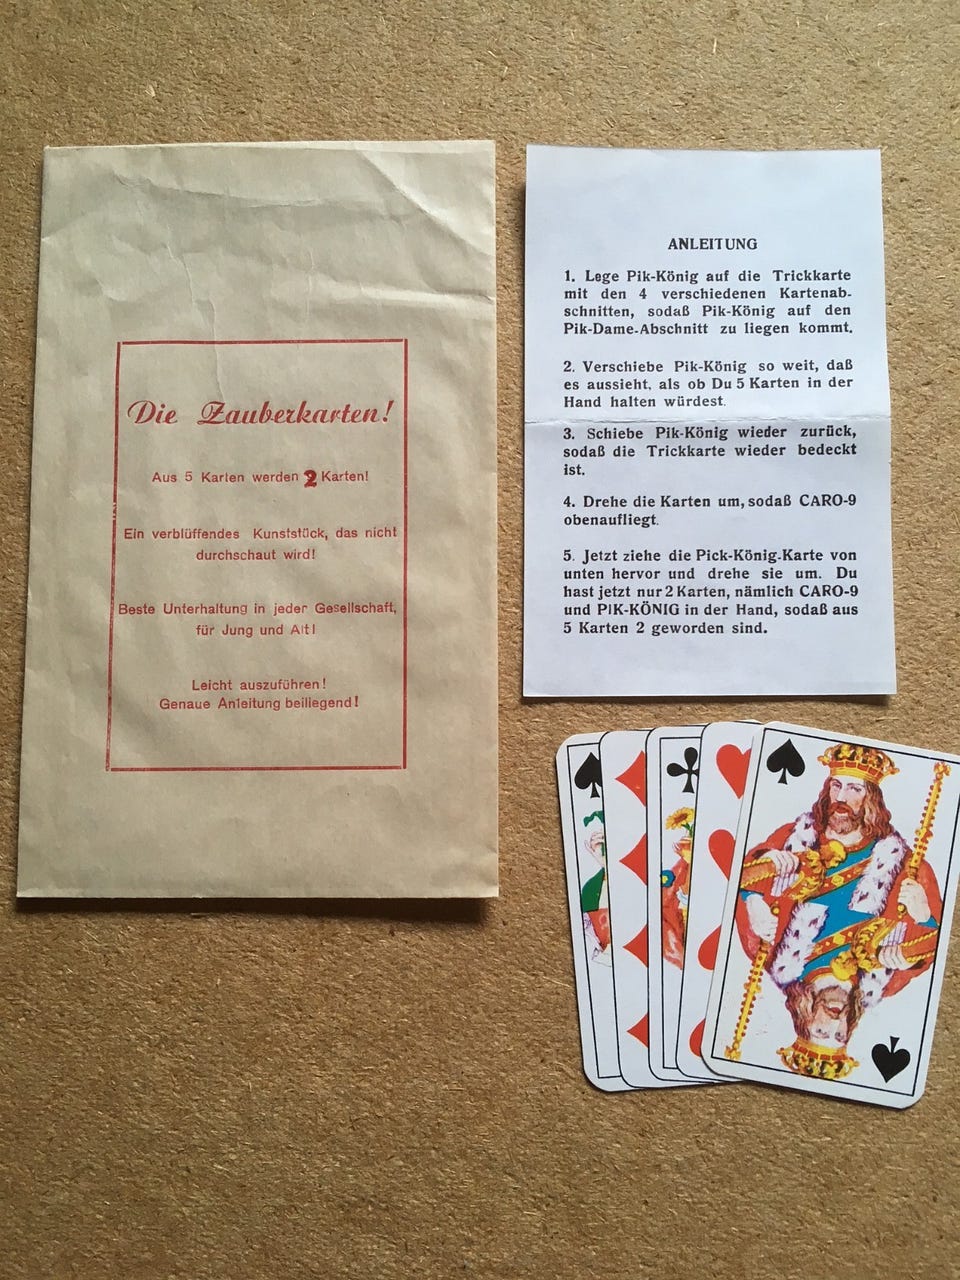 Die Zauberkarten!
Aus 5 Karten werden 2 Karten!
Ein verblüffendes Kunststück, das nicht
durchschaut wird!
Beste Unterhaltung in jeder Gesellschaft,
für Jung und Alt!
Leicht auszuführen!
Genaue Anleitung beiliegend!
ANLEITUNG
1. Lege Pik-König auf die Trickkarte
mit den 4 verschiedenen Kartenab-
schnitten, sodaß Pik-König auf den
Pik-Dame-Abschnitt zu liegen kommt.
2. Verschiebe Pik-König so weit, daß
es aussieht, als ob Du 5 Karten in der
Hand halten würdest.
3. Schiebe Pik-König wieder zurück,
sodaß die Trickkarte wieder bedeckt
ist.
4. Drehe die Karten um, sodaß CARO-9
obenaufliegt.
5. Jetzt ziehe die Pick-König-Karte von
unten hervor und drehe sie um. Du
hast jetzt nur 2 Karten, nämlich CARO-9
und PIK-KÖNIG in der Hand, sodaß aus
5 Karten 2 geworden sind.